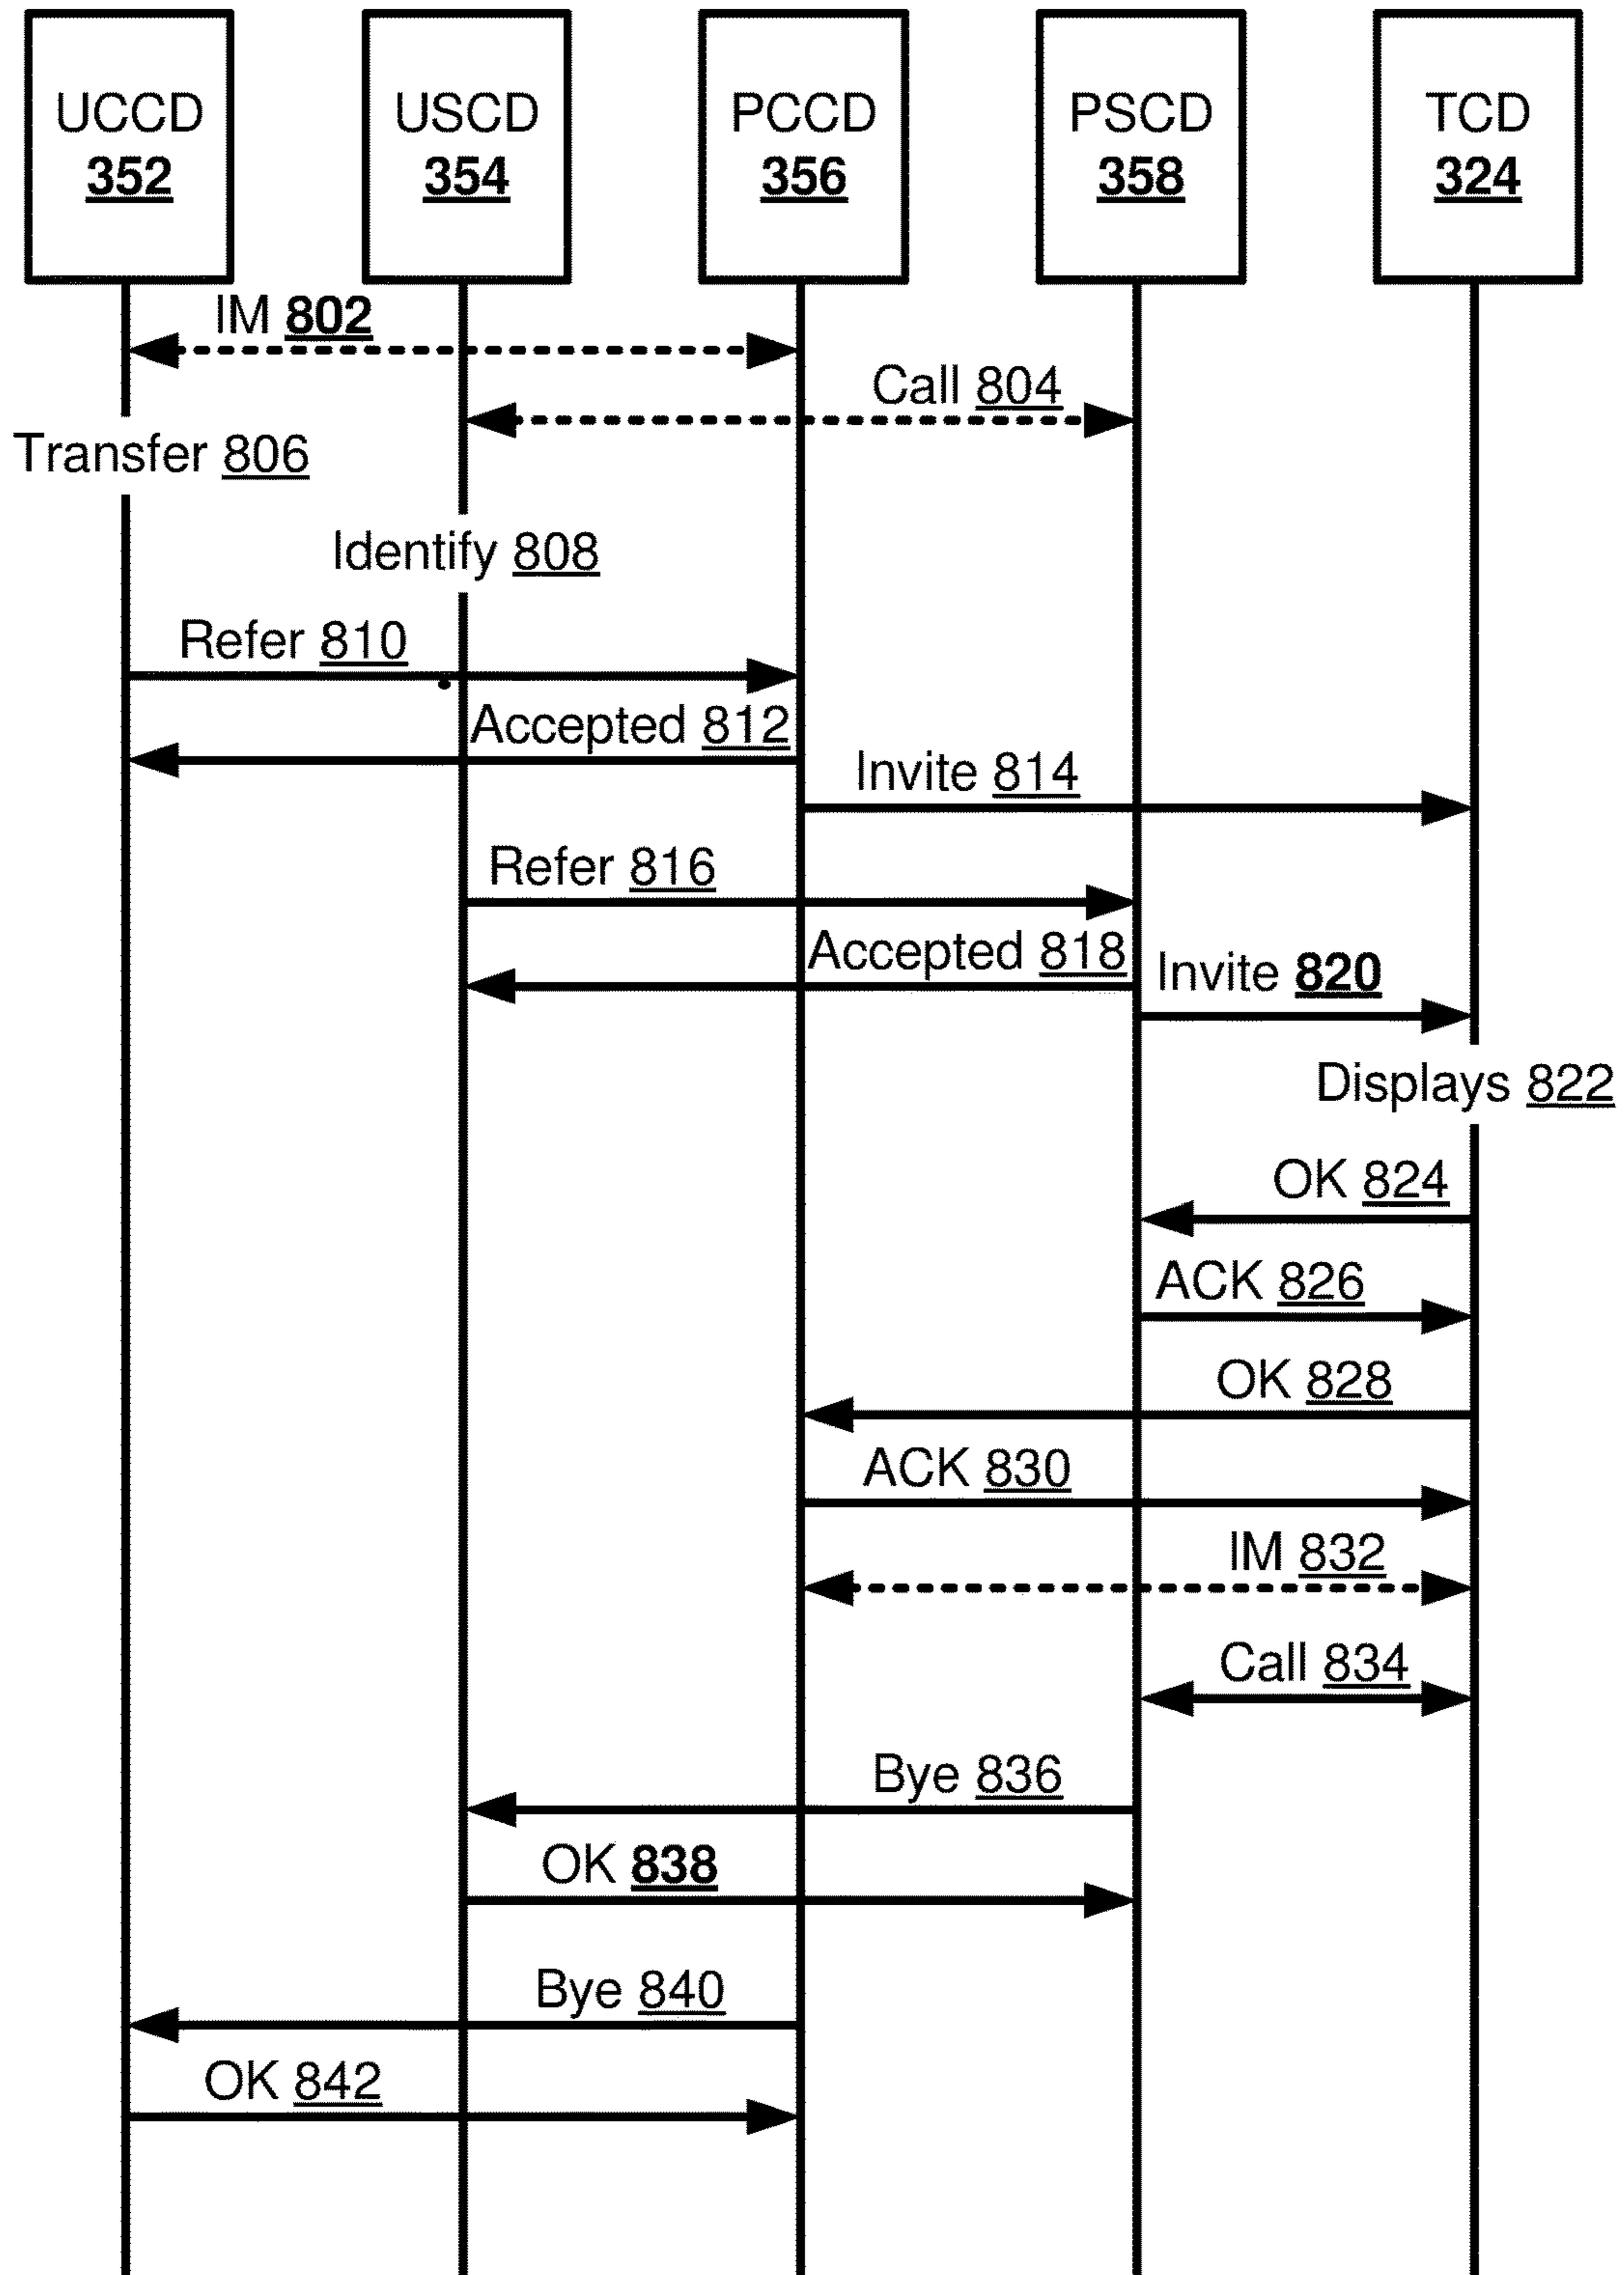 UCCD
352
USCD
354
PCCD
356
PSCD
358
TCD
324
IM 802
Call 804
Transfer 806
Identify 808
Refer 810
Accepted 812
Invite 814
Refer 816
Accepted 818
Invite 820
Displays 822
OK 824
ACK 826
OK 828
ACK 830
IM 832
Call 834
Bye 836
OK 838
Bye 840
OK 842